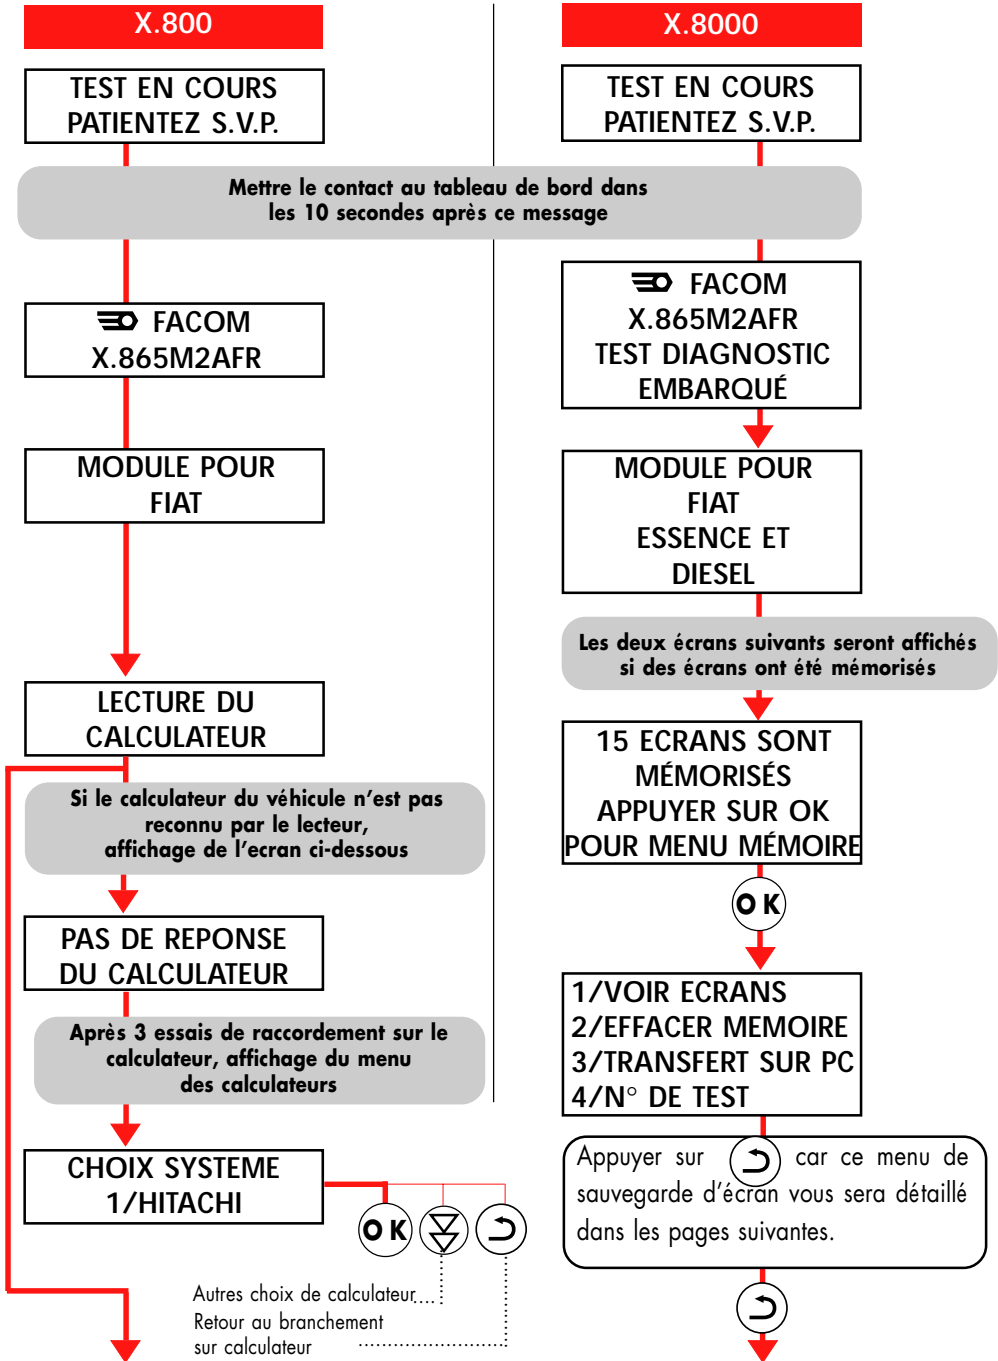 X.800
TEST EN COURS
PATIENTEZ S.V.P.
X.8000
TEST EN COURS
PATIENTEZ S.V.P.
Mettre le contact au tableau de bord dans
les 10 secondes après ce message
FACOM
X.865M2AFR
MODULE POUR
FIAT
LECTURE DU
CALCULATEUR
Si le calculateur du véhicule n'est pas
reconnu par le lecteur,
affichage de l'ecran ci-dessous
PAS DE REPONSE
DU CALCULATEUR
Après 3 essais de raccordement sur le
calculateur, affichage du menu
des calculateurs
CHOIX SYSTEME
1/HITACHI
OK
Autres choix de calculateur....
Retour au branchement
sur calculateur
FACOM
X.865M2AFR
TEST DIAGNOSTIC
EMBARQUÉ
MODULE POUR
FIAT
ESSENCE ET
DIESEL
Les deux écrans suivants seront affichés
si des écrans ont été mémorisés
15 ECRANS SONT
MÉMORISÉS
APPUYER SUR OK
POUR MENU MÉMOIRE
OK
1/VOIR ECRANS
2/EFFACER MEMOIRE
3/TRANSFERT SUR PC
4/N° DE TEST
Appuyer sur car ce menu de
sauvegarde d'écran vous sera détaillé
dans les pages suivantes.